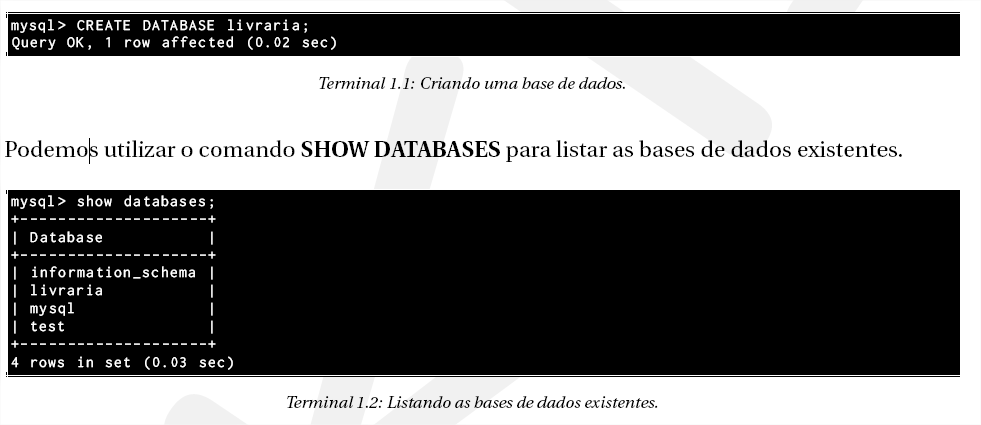 mysql> CREATE DATABASE livraria;
Query OK, 1 row affected (0.02 sec)
Terminal 1.1: Criando uma base de dados.
Podemos utilizar o comando SHOW DATABASES para listar as bases de dados existentes.
mysql> show databases;
+--------------------+
| Database           |
+--------------------+
| information_schema |
| livraria           |
| mysql              |
| test               |
+--------------------+
4 rows in set (0.03 sec)
Terminal 1.2: Listando as bases de dados existentes.